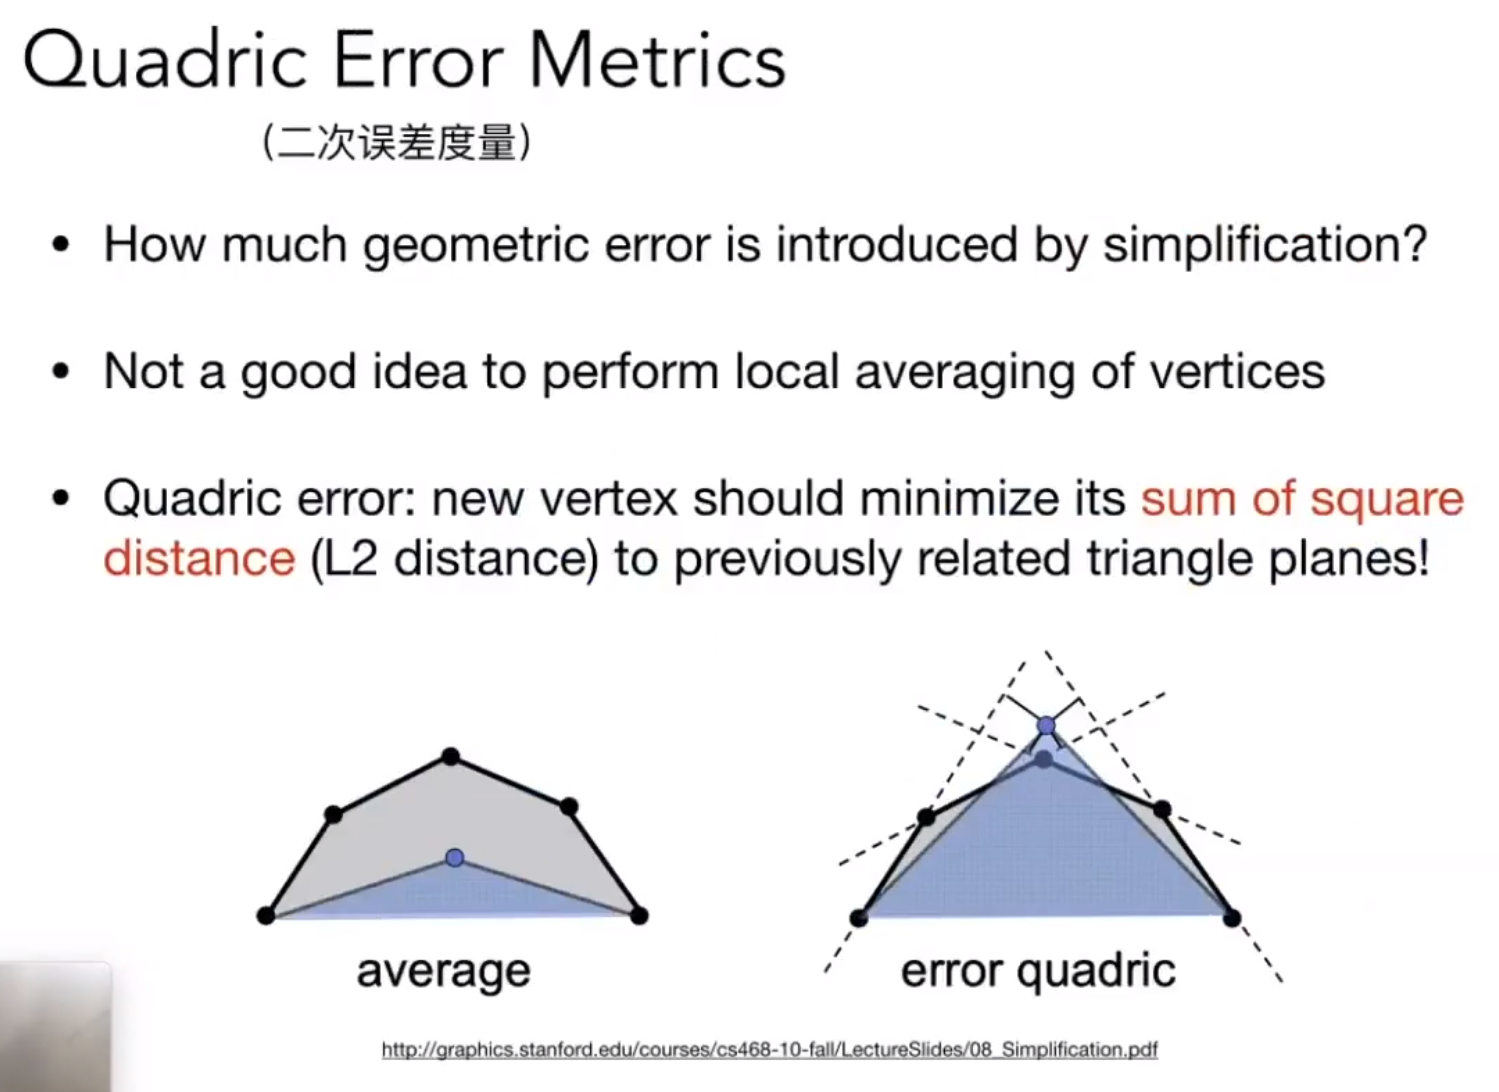 Quadric Error Metrics
(二次误差度量)
• How much geometric error is introduced by simplification?
• Not a good idea to perform local averaging of vertices
• Quadric error: new vertex should minimize its sum of square
distance (L2 distance) to previously related triangle planes!
average
error quadric
http://graphics.stanford.edu/courses/cs468-10-fall/LectureSlides/08_Simplification.pdf